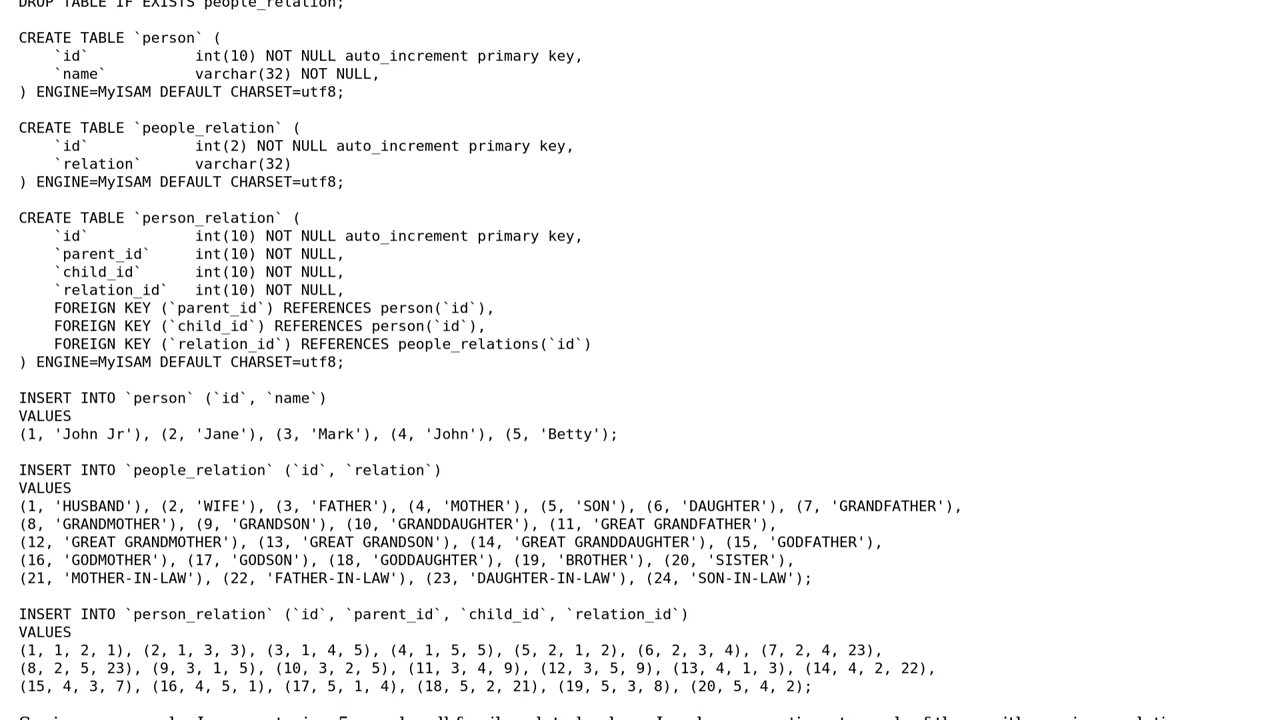 DROP TABLE IF EXISTS people_relation;
CREATE TABLE `person` (
    `id`            int(10) NOT NULL auto_increment primary key,
    `name`          varchar(32) NOT NULL,
) ENGINE=MyISAM DEFAULT CHARSET=utf8;
CREATE TABLE `people_relation` (
    `id`            int(2) NOT NULL auto_increment primary key,
    `relation`      varchar(32)
) ENGINE=MyISAM DEFAULT CHARSET=utf8;
CREATE TABLE `person_relation` (
    `id`            int(10) NOT NULL auto_increment primary key,
    `parent_id`     int(10) NOT NULL,
    `child_id`      int(10) NOT NULL,
    `relation_id`   int(10) NOT NULL,
    FOREIGN KEY (`parent_id`) REFERENCES person(`id`),
    FOREIGN KEY (`child_id`) REFERENCES person(`id`),
    FOREIGN KEY (`relation_id`) REFERENCES people_relations(`id`)
) ENGINE=MyISAM DEFAULT CHARSET=utf8;
INSERT INTO `person` (`id`, `name`)
VALUES
(1, 'John Jr'), (2, 'Jane'), (3, 'Mark'), (4, 'John'), (5, 'Betty');
INSERT INTO `people_relation` (`id`, `relation`)
VALUES
(1, 'HUSBAND'), (2, 'WIFE'), (3, 'FATHER'), (4, 'MOTHER'), (5, 'SON'), (6, 'DAUGHTER'), (7, 'GRANDFATHER'),
(8, 'GRANDMOTHER'), (9, 'GRANDSON'), (10, 'GRANDDAUGHTER'), (11, 'GREAT GRANDFATHER'),
(12, 'GREAT GRANDMOTHER'), (13, 'GREAT GRANDSON'), (14, 'GREAT GRANDDAUGHTER'), (15, 'GODFATHER'),
(16, 'GODMOTHER'), (17, 'GODSON'), (18, 'GODDAUGHTER'), (19, 'BROTHER'), (20, 'SISTER'),
(21, 'MOTHER-IN-LAW'), (22, 'FATHER-IN-LAW'), (23, 'DAUGHTER-IN-LAW'), (24, 'SON-IN-LAW');
INSERT INTO `person_relation` (`id`, `parent_id`, `child_id`, `relation_id`)
VALUES
(1, 1, 2, 1), (2, 1, 3, 3), (3, 1, 4, 5), (4, 1, 5, 5), (5, 2, 1, 2), (6, 2, 3, 4), (7, 2, 4, 23),
(8, 2, 5, 23), (9, 3, 1, 5), (10, 3, 2, 5), (11, 3, 4, 9), (12, 3, 5, 9), (13, 4, 1, 3), (14, 4, 2, 22),
(15, 4, 3, 7), (16, 4, 5, 1), (17, 5, 1, 4), (18, 5, 2, 21), (19, 5, 3, 8), (20, 5, 4, 2);